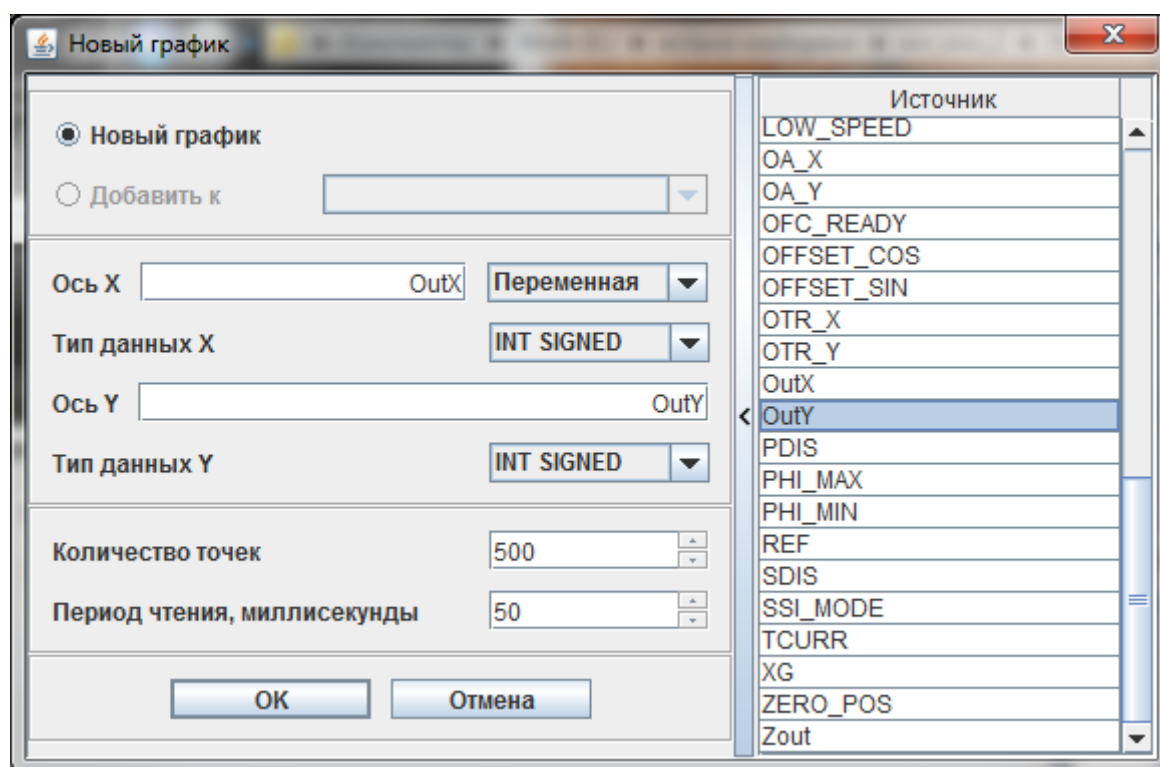 Новый график
Новый график
Добавить к
Ось X OutX Переменная
Тип данных X INT SIGNED
Ось Y OutY
Тип данных Y INT SIGNED
Количество точек 500
Период чтения, миллисекунды 50
OK Отмена
Источник
LOW_SPEED
OA_X
OA_Y
OFC_READY
OFFSET_COS
OFFSET_SIN
OTR_X
OTR_Y
OutX
OutY
PDIS
PHI_MAX
PHI_MIN
REF
SDIS
SSI_MODE
TCURR
XG
ZERO_POS
Zout